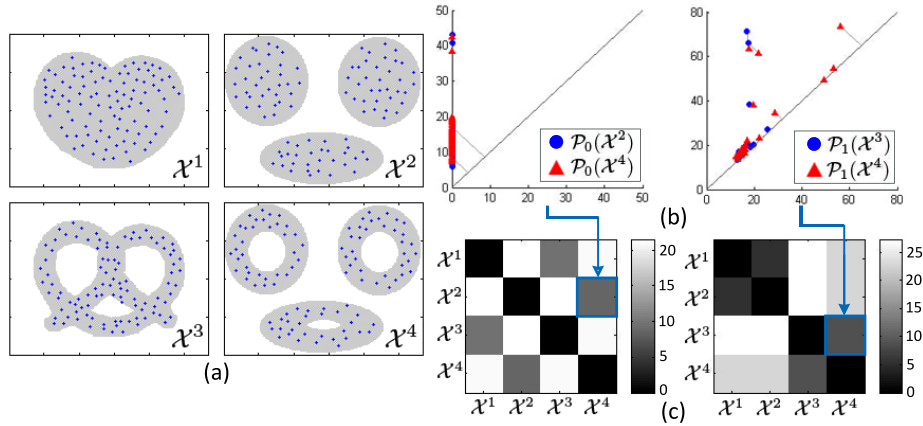 𝒳¹
𝒳²
𝒳³
𝒳⁴
(a)
50
40
30
20
10
0
0 10 20 30 40 50
𝒫₀(𝒳²)
𝒫₀(𝒳⁴)
80
60
40
20
0
0 20 40 60 80
𝒫₁(𝒳³)
𝒫₁(𝒳⁴)
(b)
𝒳¹
𝒳²
𝒳³
𝒳⁴
𝒳¹ 𝒳² 𝒳³ 𝒳⁴
20
15
10
5
0
𝒳¹
𝒳²
𝒳³
𝒳⁴
𝒳¹ 𝒳² 𝒳³ 𝒳⁴
25
20
15
10
5
0
(c)